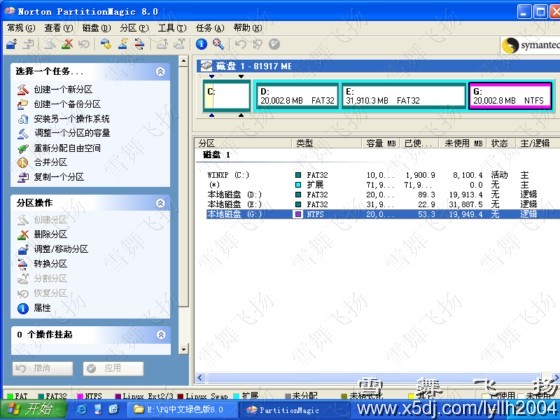 Norton PartitionMagic 8.0
常规(G) 查看(V) 磁盘(D) 分区(P) 工具(T) 任务(A) 帮助(H)
symantec
选择一个任务...
创建一个新分区
创建一个备份分区
安装另一个操作系统
调整一个分区的容量
重新分配自由空间
合并分区
复制一个分区
分区操作
创建分区
删除分区
调整/移动分区
转换分区
分割分区
恢复分区
属性
0 个操作挂起
撤消 应用
磁盘 1 - 81917 MB
C:
D: 20,002.8 MB FAT32
E: 31,910.3 MB FAT32
G: 20,002.8 MB NTFS
分区 类型 容量 MB 已使... 未使用 MB 状态 主/逻辑
磁盘 1
WINXP (C:) FAT32 10,0... 1,900.9 8,100.4 活动 主
(*) 扩展 71,9... 71,9... 0.0 无 主
本地磁盘 (D:) FAT32 20,0... 89.3 19,913.4 无 逻辑
本地磁盘 (E:) FAT32 31,9... 22.9 31,887.5 无 逻辑
本地磁盘 (G:) NTFS 20,0... 53.3 19,949.4 无 逻辑
FAT FAT32 NTFS Linux Ext2/3 Linux Swap 扩展 未分配
开始 H:\PQ中文绿色版8.0 PartitionMagic
雪舞飞扬
www.x5dj.com/lyllh2004